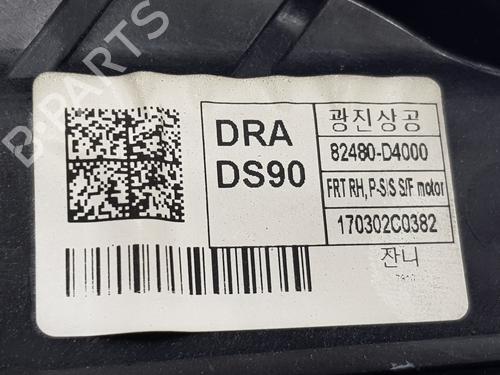 B-PARTS
DRA
DS90
광진상공
82480-D4000
FRT RH, P-S/S S/F motor
170302C0382
잔니